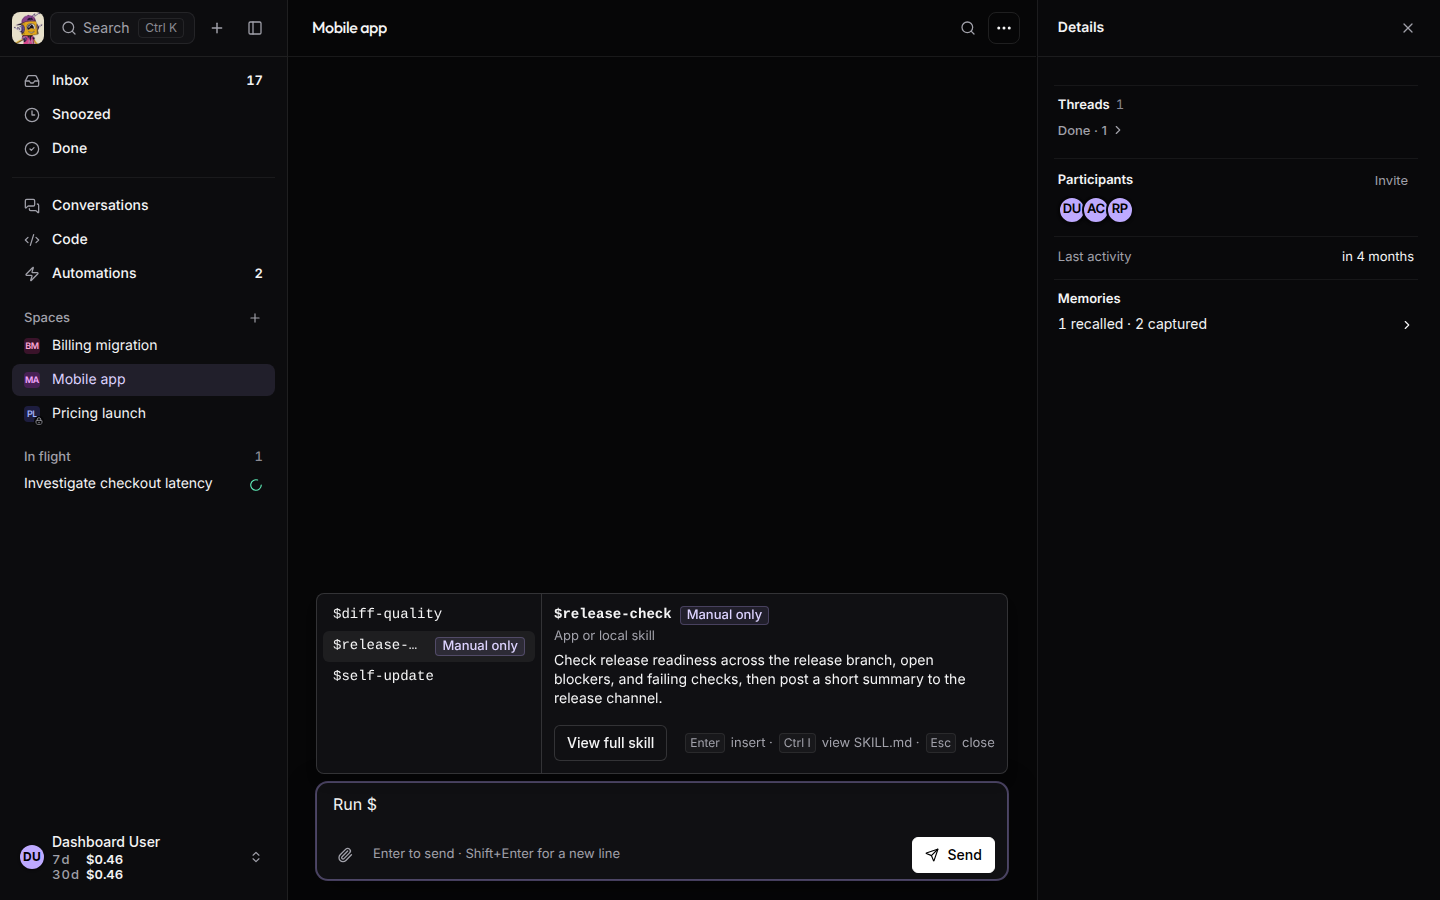 Search Ctrl K
Inbox 17
Snoozed
Done
Conversations
Code
Automations 2
Spaces
BM Billing migration
MA Mobile app
PL Pricing launch
In flight 1
Investigate checkout latency
DU Dashboard User
7d $0.46
30d $0.46
Mobile app
$diff-quality
$release-… Manual only
$self-update
$release-check Manual only
App or local skill
Check release readiness across the release branch, open
blockers, and failing checks, then post a short summary to the
release channel.
View full skill Enter insert · Ctrl I view SKILL.md · Esc close
Run $
Enter to send · Shift+Enter for a new line
Send
Details
Threads 1
Done · 1
Participants Invite
DU AC RP
Last activity in 4 months
Memories
1 recalled · 2 captured